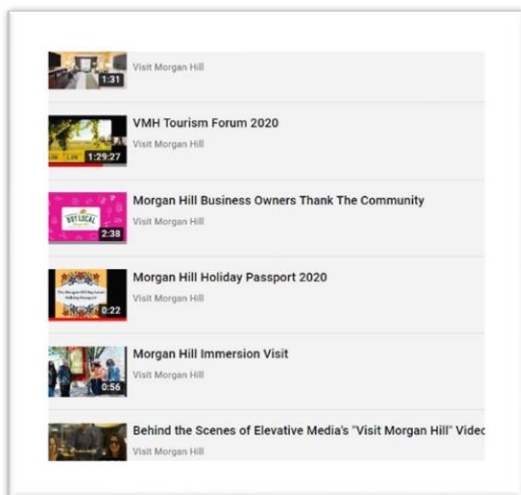 1:31
Visit Morgan Hill
VMH Tourism Forum 2020
1:29:27
Visit Morgan Hill
Morgan Hill Business Owners Thank The Community
BUY LOCAL
2:38
Visit Morgan Hill
Morgan Hill Holiday Passport 2020
0:22
Visit Morgan Hill
Morgan Hill Immersion Visit
0:56
Visit Morgan Hill
Behind the Scenes of Elevative Media's "Visit Morgan Hill" Videc
Visit Morgan Hill